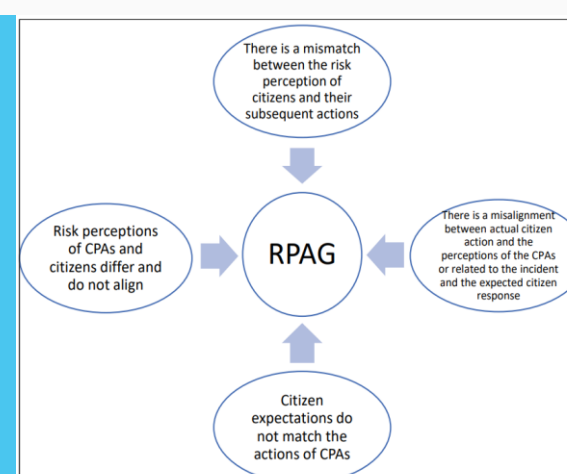 There is a mismatch
between the risk
perception of
citizens and their
subsequent actions
Risk perceptions
of CPAs and
citizens differ and
do not align
RPAG
There is a misalignment
between actual citizen
action and the
perceptions of the CPAs
or related to the incident
and the expected citizen
response
Citizen
expectations do
not match the
actions of CPAs